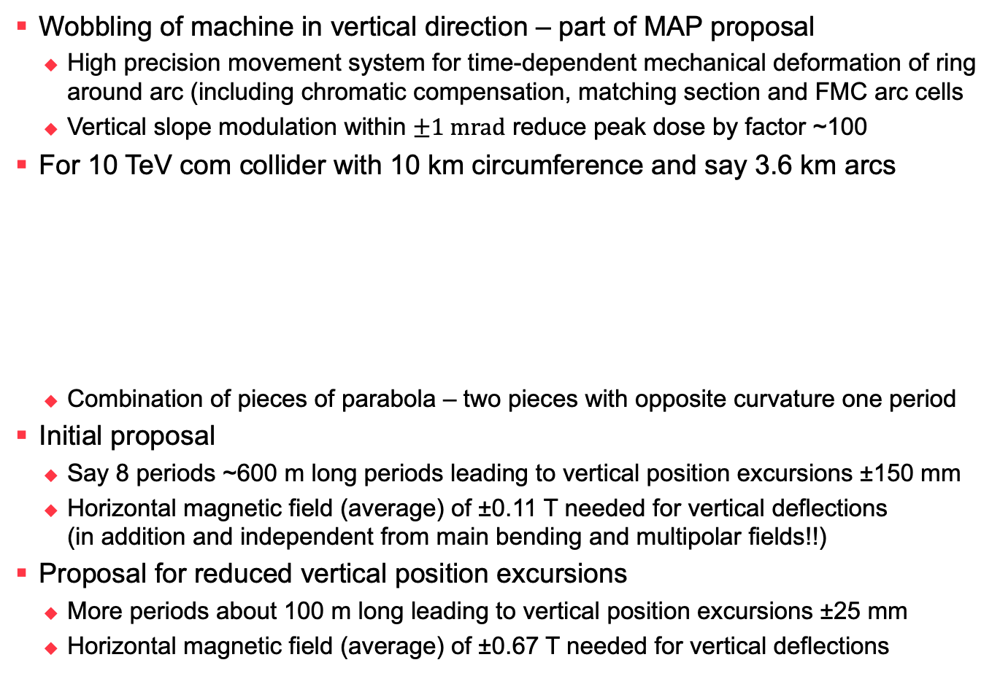 Wobbling of machine in vertical direction – part of MAP proposal
High precision movement system for time-dependent mechanical deformation of ring
around arc (including chromatic compensation, matching section and FMC arc cells
Vertical slope modulation within ±1 mrad reduce peak dose by factor ~100
For 10 TeV com collider with 10 km circumference and say 3.6 km arcs
Combination of pieces of parabola – two pieces with opposite curvature one period
Initial proposal
Say 8 periods ~600 m long periods leading to vertical position excursions ±150 mm
Horizontal magnetic field (average) of ±0.11 T needed for vertical deflections
(in addition and independent from main bending and multipolar fields!!)
Proposal for reduced vertical position excursions
More periods about 100 m long leading to vertical position excursions ±25 mm
Horizontal magnetic field (average) of ±0.67 T needed for vertical deflections